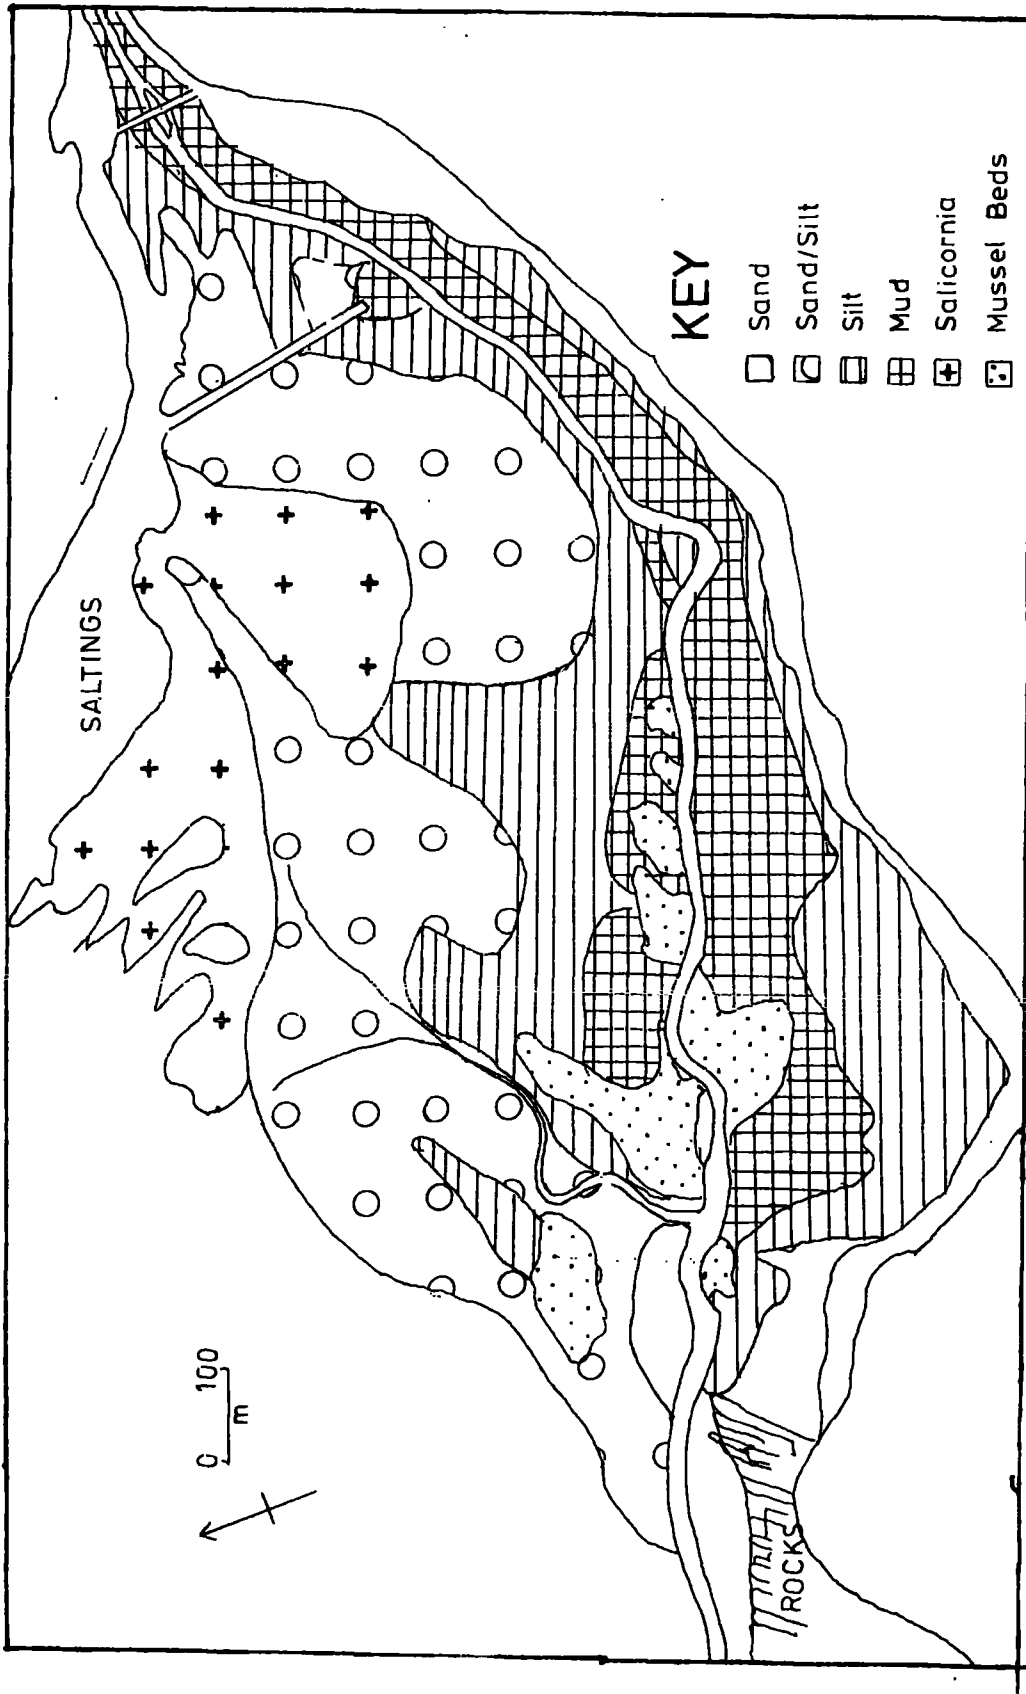 SALTINGS
0 100
m
ROCKS
KEY
Sand
Sand/Silt
Silt
Mud
Salicornia
Mussel Beds